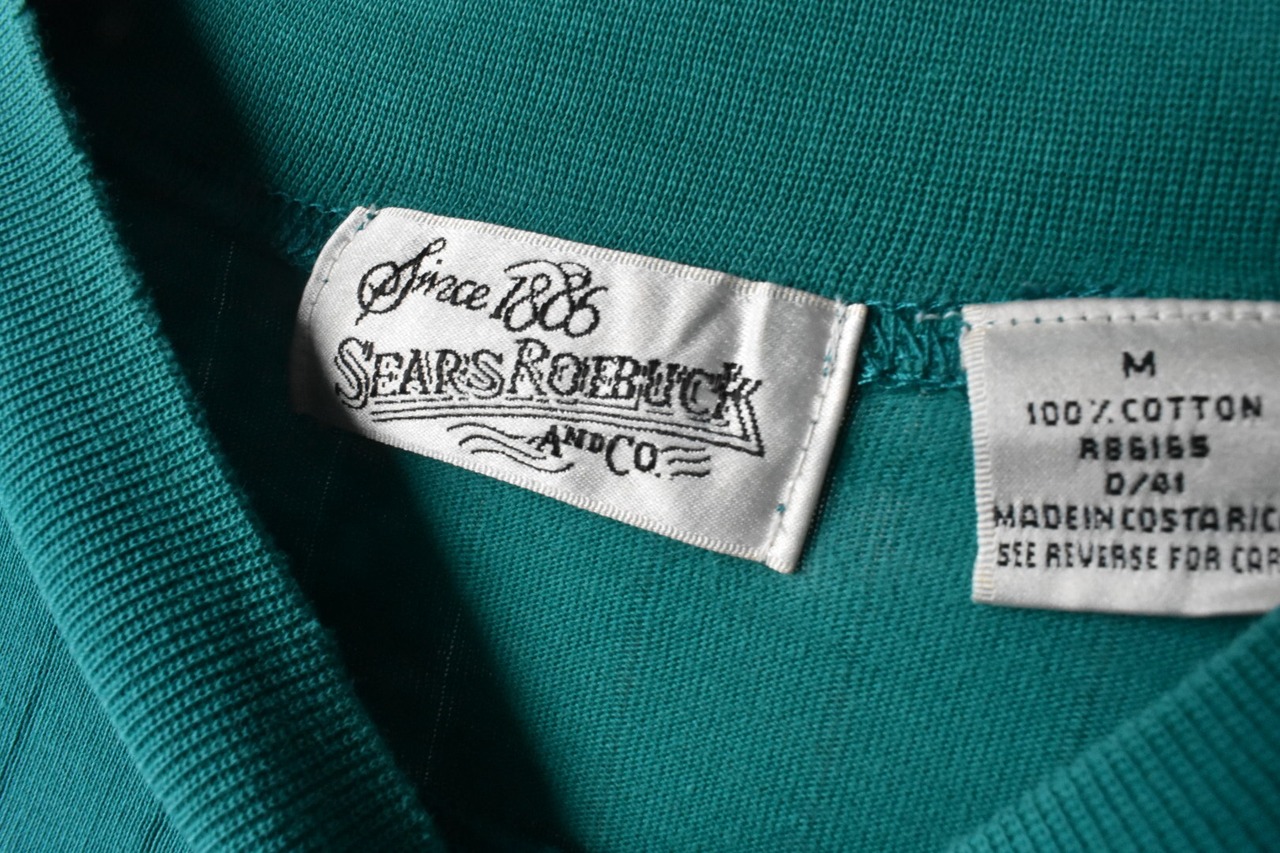 Since 1886
SEARS ROEBUCK
AND CO.
M
100% COTTON
R86165
D/41
MADE IN COSTA RIC
SEE REVERSE FOR CAR